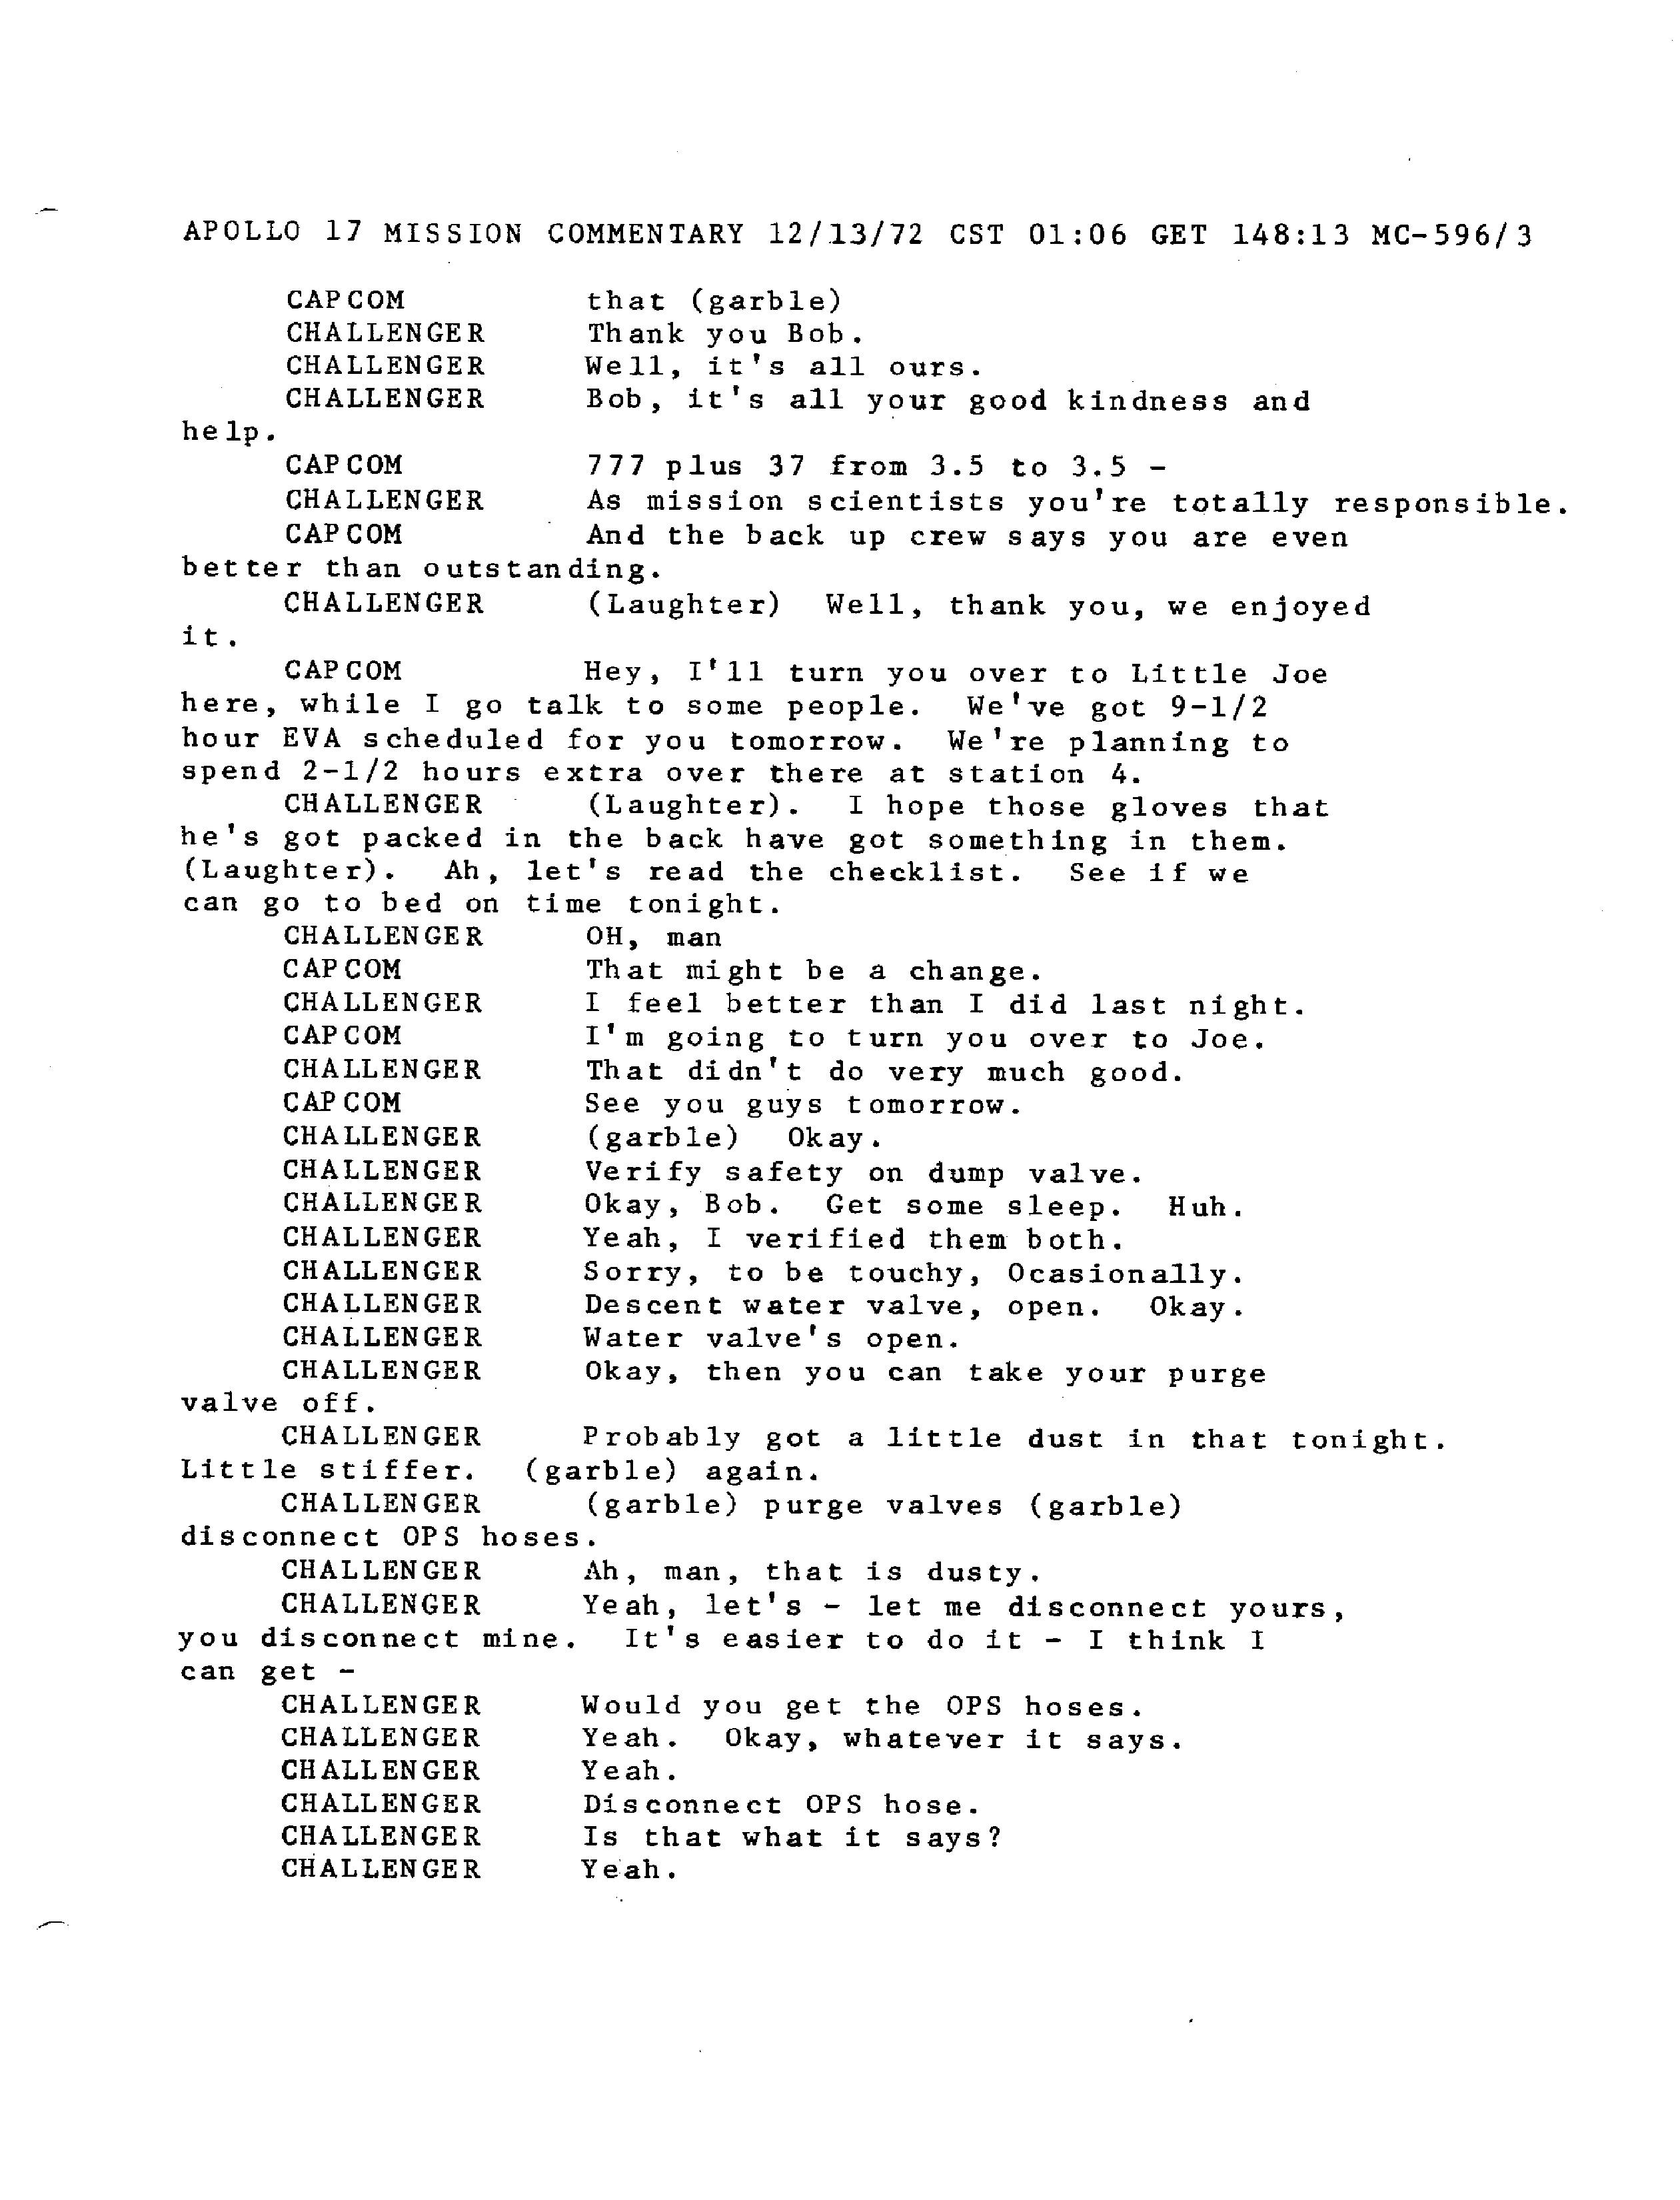 APOLLO 17 MISSION COMMENTARY 12/13/72 CST 01:06 GET 148:13 MC-596/3
CAPCOM that (garble)
CHALLENGER Thank you Bob.
CHALLENGER Well, it's all ours.
CHALLENGER Bob, it's all your good kindness and
help.
CAPCOM 777 plus 37 from 3.5 to 3.5 -
CHALLENGER As mission scientists you're totally responsible.
CAPCOM And the back up crew says you are even
better than outstanding.
CHALLENGER (Laughter) Well, thank you, we enjoyed
it.
CAPCOM Hey, I'll turn you over to Little Joe
here, while I go talk to some people. We've got 9-1/2
hour EVA scheduled for you tomorrow. We're planning to
spend 2-1/2 hours extra over there at station 4.
CHALLENGER (Laughter). I hope those gloves that
he's got packed in the back have got something in them.
(Laughter). Ah, let's read the checklist. See if we
can go to bed on time tonight.
CHALLENGER OH, man
CAPCOM That might be a change.
CHALLENGER I feel better than I did last night.
CAPCOM I'm going to turn you over to Joe.
CHALLENGER That didn't do very much good.
CAPCOM See you guys tomorrow.
CHALLENGER (garble) Okay.
CHALLENGER Verify safety on dump valve.
CHALLENGER Okay, Bob. Get some sleep. Huh.
CHALLENGER Yeah, I verified them both.
CHALLENGER Sorry, to be touchy, Ocasionally.
CHALLENGER Descent water valve, open. Okay.
CHALLENGER Water valve's open.
CHALLENGER Okay, then you can take your purge
valve off.
CHALLENGER Probably got a little dust in that tonight.
Little stiffer. (garble) again.
CHALLENGER (garble) purge valves (garble)
disconnect OPS hoses.
CHALLENGER Ah, man, that is dusty.
CHALLENGER Yeah, let's - let me disconnect yours,
you disconnect mine. It's easier to do it - I think I
can get -
CHALLENGER Would you get the OPS hoses.
CHALLENGER Yeah. Okay, whatever it says.
CHALLENGER Yeah.
CHALLENGER Disconnect OPS hose.
CHALLENGER Is that what it says?
CHALLENGER Yeah.